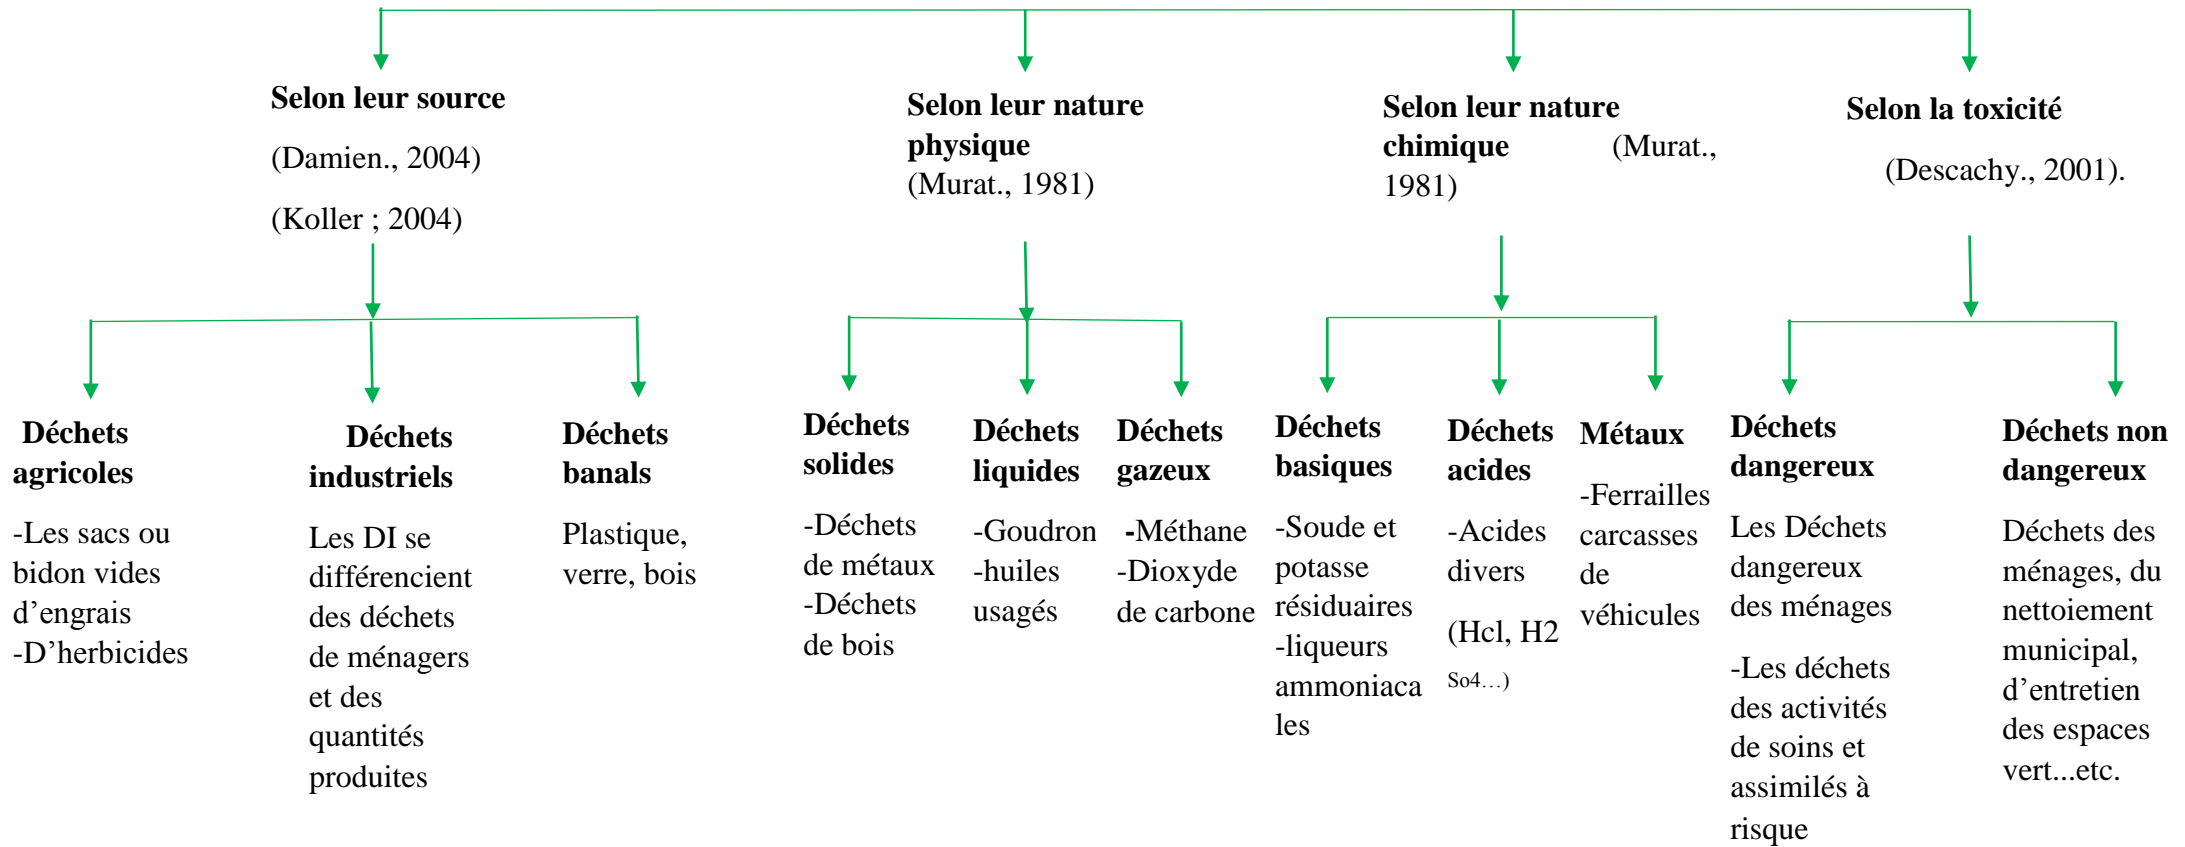 Selon leur source
(Damien., 2004)
(Koller ; 2004)
Selon leur nature
physique
(Murat., 1981)
Selon leur nature
chimique (Murat.,
1981)
Selon la toxicité
(Descachy., 2001).
Déchets
agricoles
-Les sacs ou
bidon vides
d’engrais
-D’herbicides
Déchets
industriels
Les DI se
différencient
des déchets
de ménagers
et des
quantités
produites
Déchets
banals
Plastique,
verre, bois
Déchets
solides
-Déchets
de métaux
-Déchets
de bois
Déchets
liquides
-Goudron
-huiles
usagés
Déchets
gazeux
-Méthane
-Dioxyde
de carbone
Déchets
basiques
-Soude et
potasse
résiduaires
-liqueurs
ammoniaca
les
Déchets
acides
-Acides
divers
(Hcl, H2
So4…)
Métaux
-Ferrailles
carcasses
de
véhicules
Déchets
dangereux
Les Déchets
dangereux
des ménages
-Les déchets
des activités
de soins et
assimilés à
risque
Déchets non
dangereux
Déchets des
ménages, du
nettoiement
municipal,
d’entretien
des espaces
vert...etc.